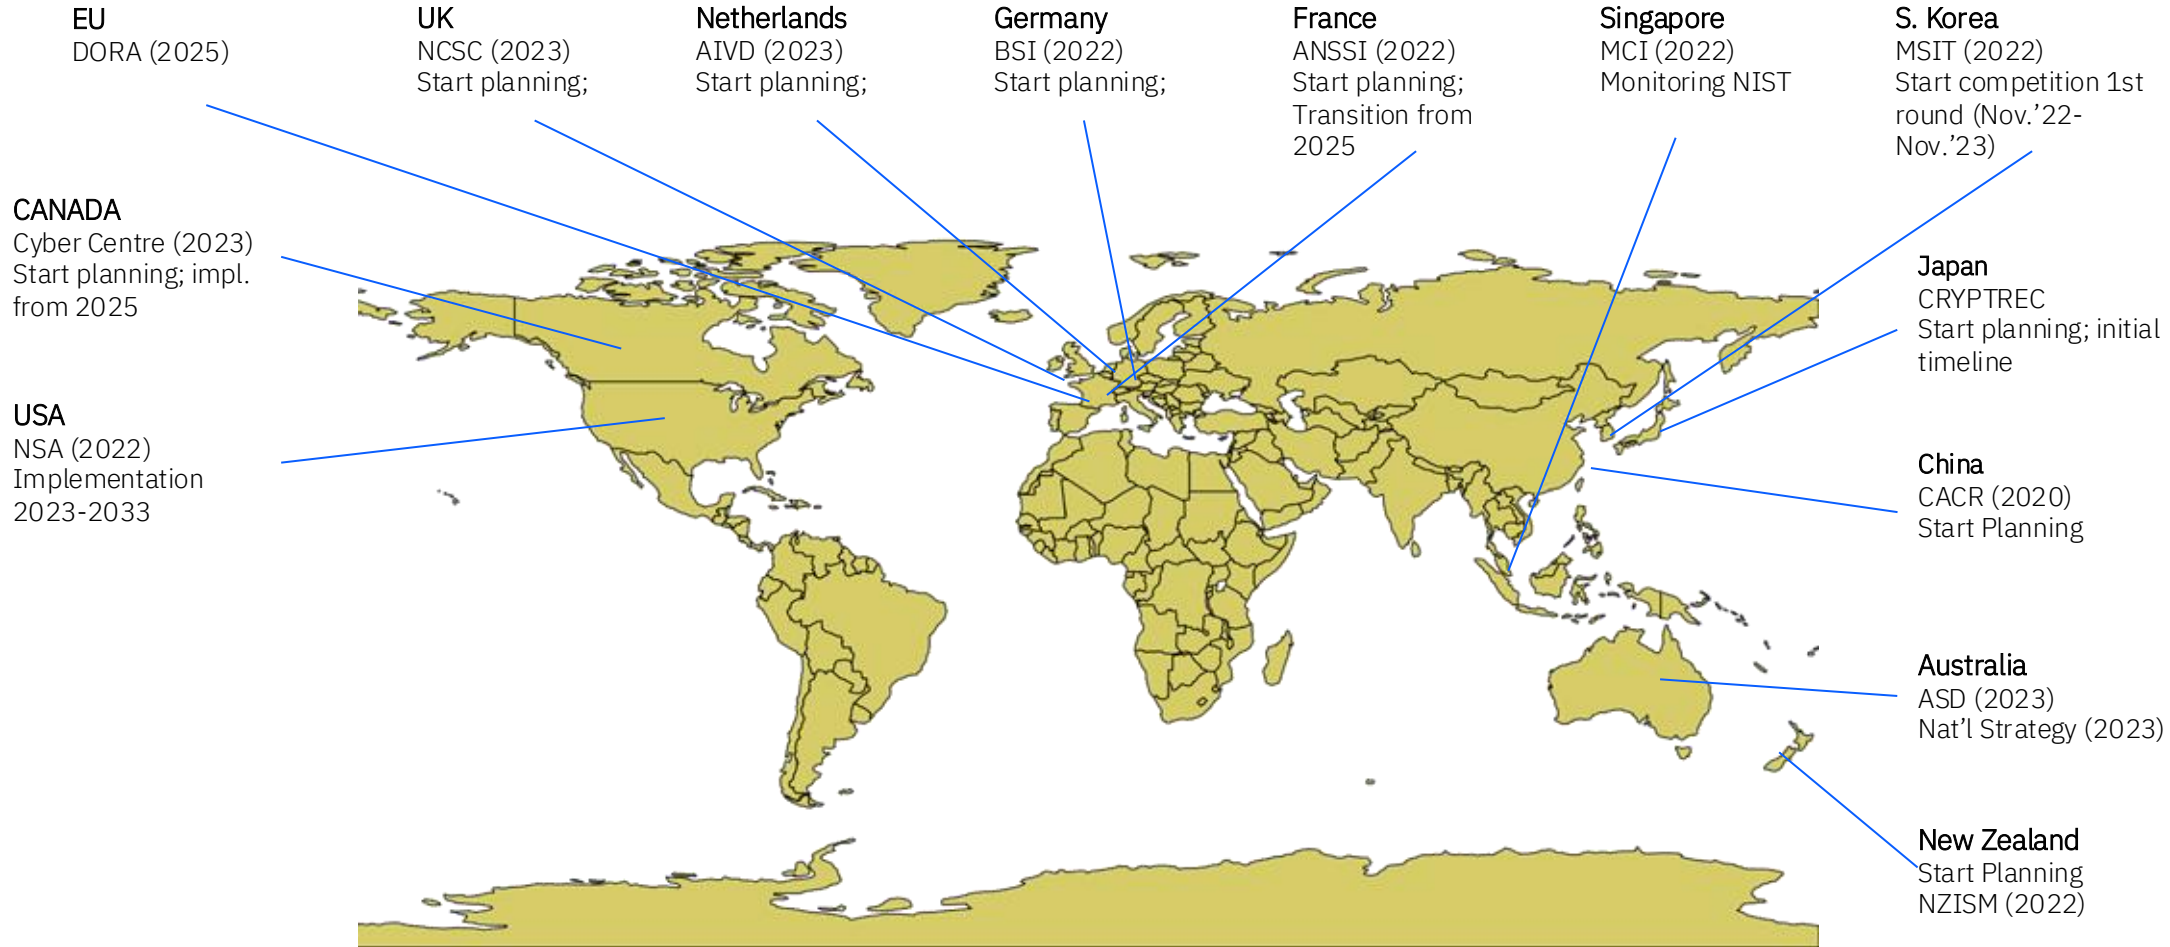 EU
DORA (2025)
UK
NCSC (2023)
Start planning;
Netherlands
AIVD (2023)
Start planning;
Germany
BSI (2022)
Start planning;
France
ANSSI (2022)
Start planning;
Transition from
2025
Singapore
MCI (2022)
Monitoring NIST
S. Korea
MSIT (2022)
Start competition 1st
round (Nov.’22-
Nov.’23)
CANADA
Cyber Centre (2023)
Start planning; impl.
from 2025
USA
NSA (2022)
Implementation
2023-2033
Japan
CRYPTREC
Start planning; initial
timeline
China
CACR (2020)
Start Planning
Australia
ASD (2023)
Nat’l Strategy (2023)
New Zealand
Start Planning
NZISM (2022)